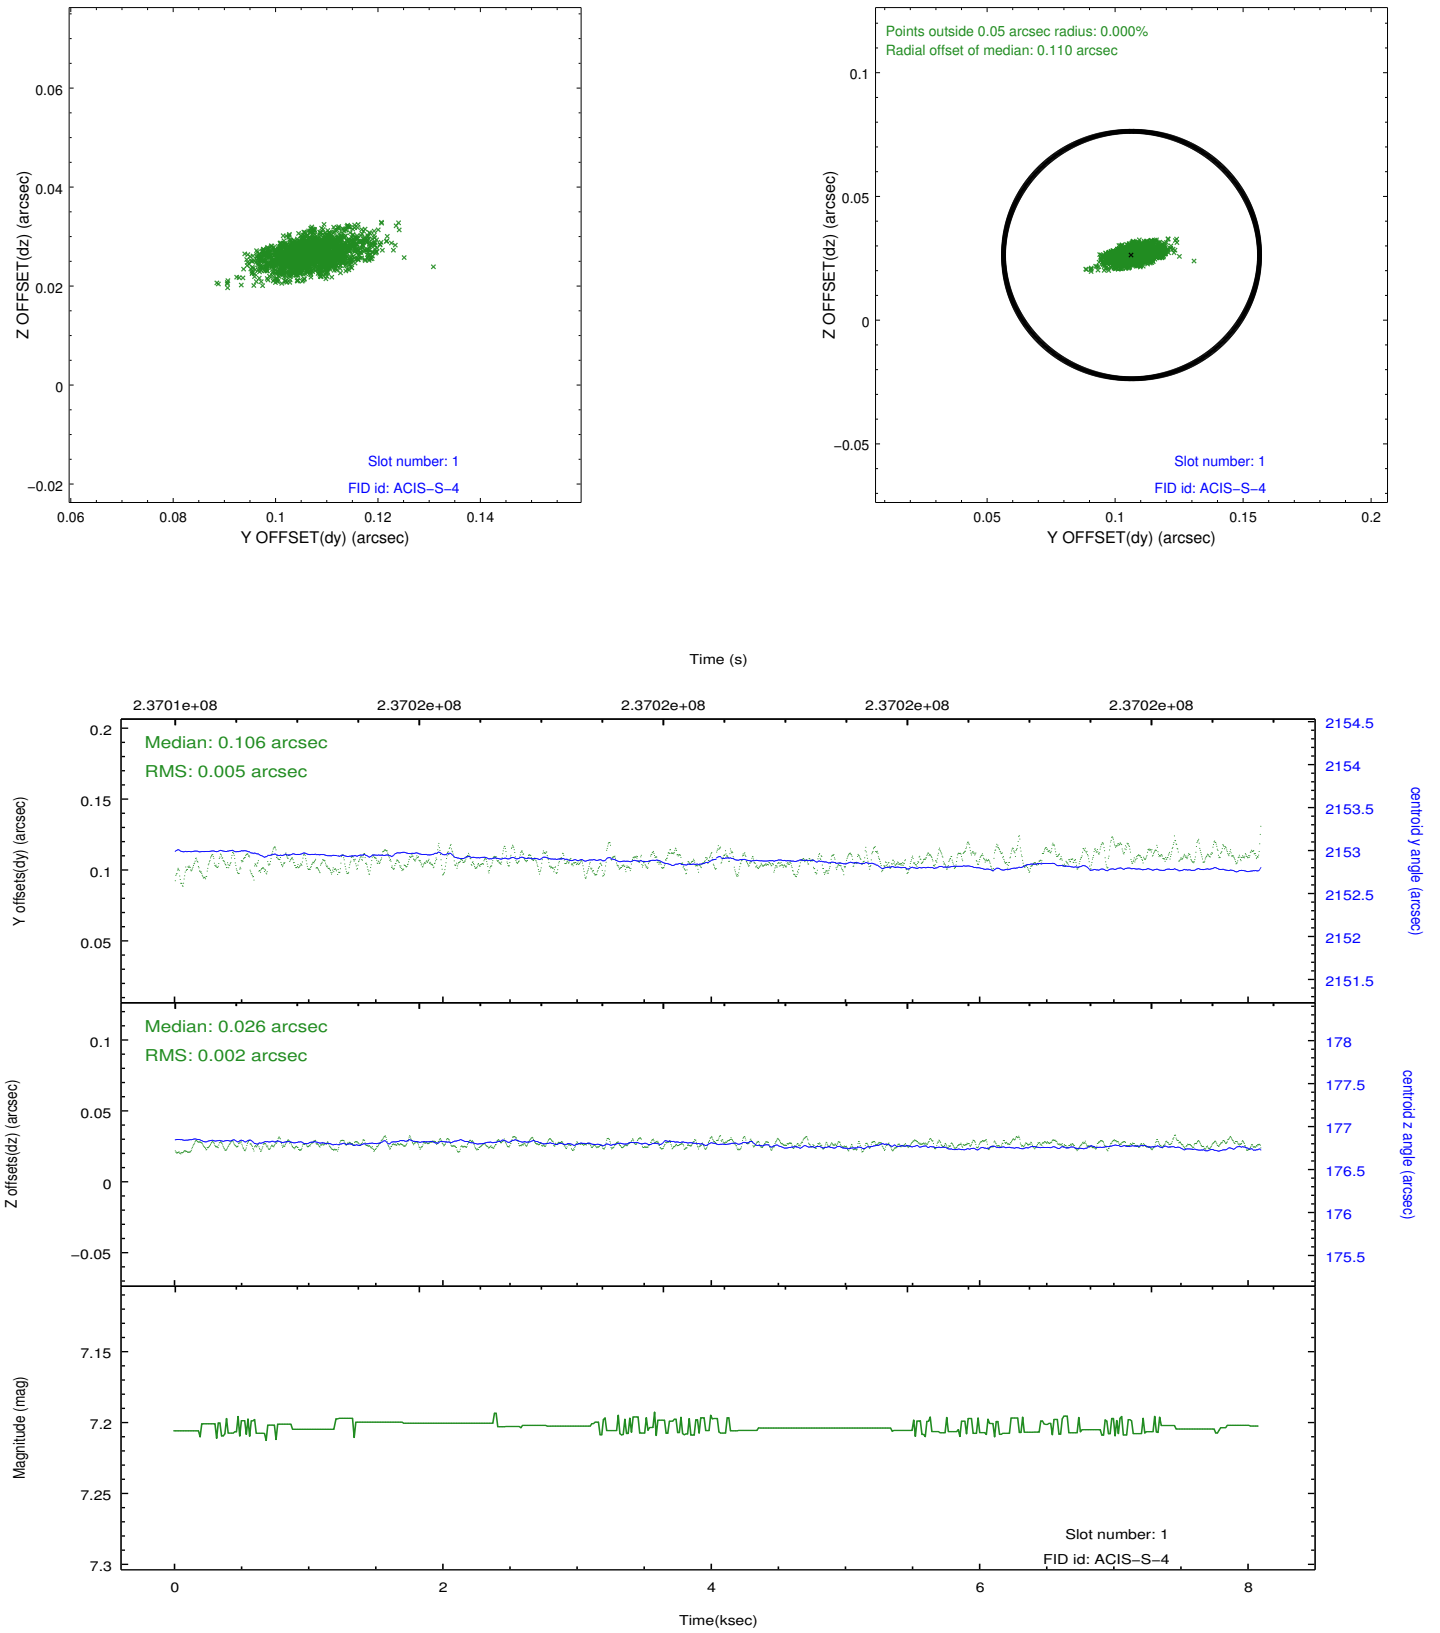 0.06
0.04
0.02
0
−0.02
0.06
0.08
0.1
0.12
0.14
Z OFFSET(dz) (arcsec)
Y OFFSET(dy) (arcsec)
Slot number: 1
FID id: ACIS−S−4
Points outside 0.05 arcsec radius: 0.000%
Radial offset of median: 0.110 arcsec
0.1
0.05
0
−0.05
0.05
0.1
0.15
0.2
Z OFFSET(dz) (arcsec)
Y OFFSET(dy) (arcsec)
Slot number: 1
FID id: ACIS−S−4
Time (s)
2.3701e+08
2.3702e+08
2.3702e+08
2.3702e+08
2.3702e+08
Median: 0.106 arcsec
RMS: 0.005 arcsec
0.2
0.15
0.1
0.05
Y offsets(dy) (arcsec)
2154.5
2154
2153.5
2153
2152.5
2152
2151.5
centroid y angle (arcsec)
Median: 0.026 arcsec
RMS: 0.002 arcsec
0.1
0.05
0
−0.05
Z offsets(dz) (arcsec)
178
177.5
177
176.5
176
175.5
centroid z angle (arcsec)
7.15
7.2
7.25
7.3
Magnitude (mag)
Slot number: 1
FID id: ACIS−S−4
0
2
4
6
8
Time(ksec)